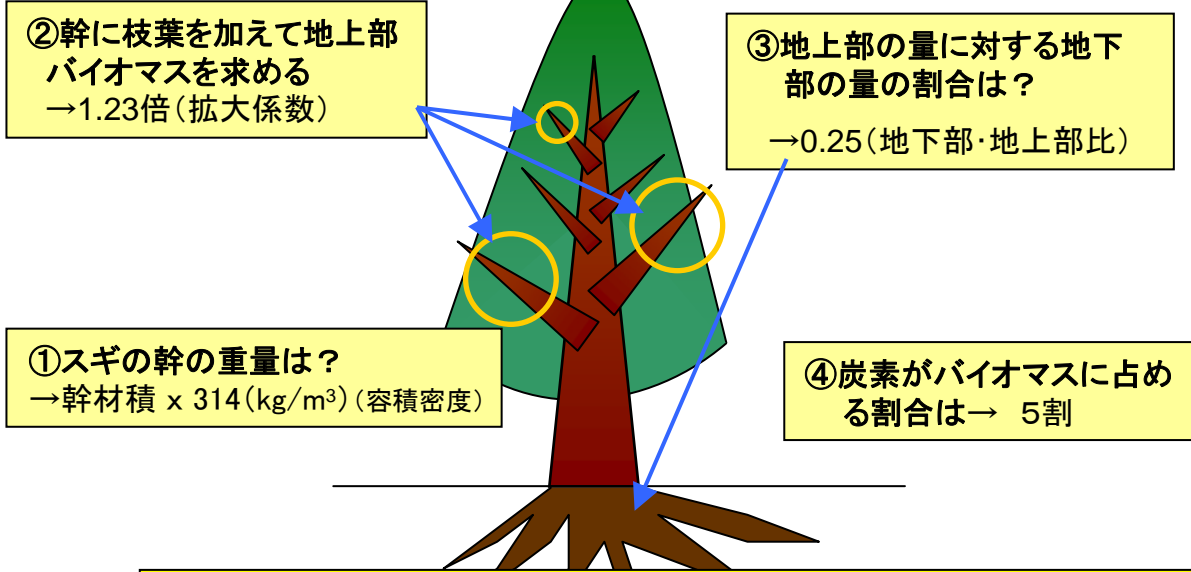 ②幹に枝葉を加えて地上部
バイオマスを求める
→1.23倍(拡大係数)
③地上部の量に対する地下
部の量の割合は?
→0.25(地下部・地上部比)
①スギの幹の重量は?
→幹材積 x 314(kg/m³)(容積密度)
④炭素がバイオマスに占め
る割合は→ 5割